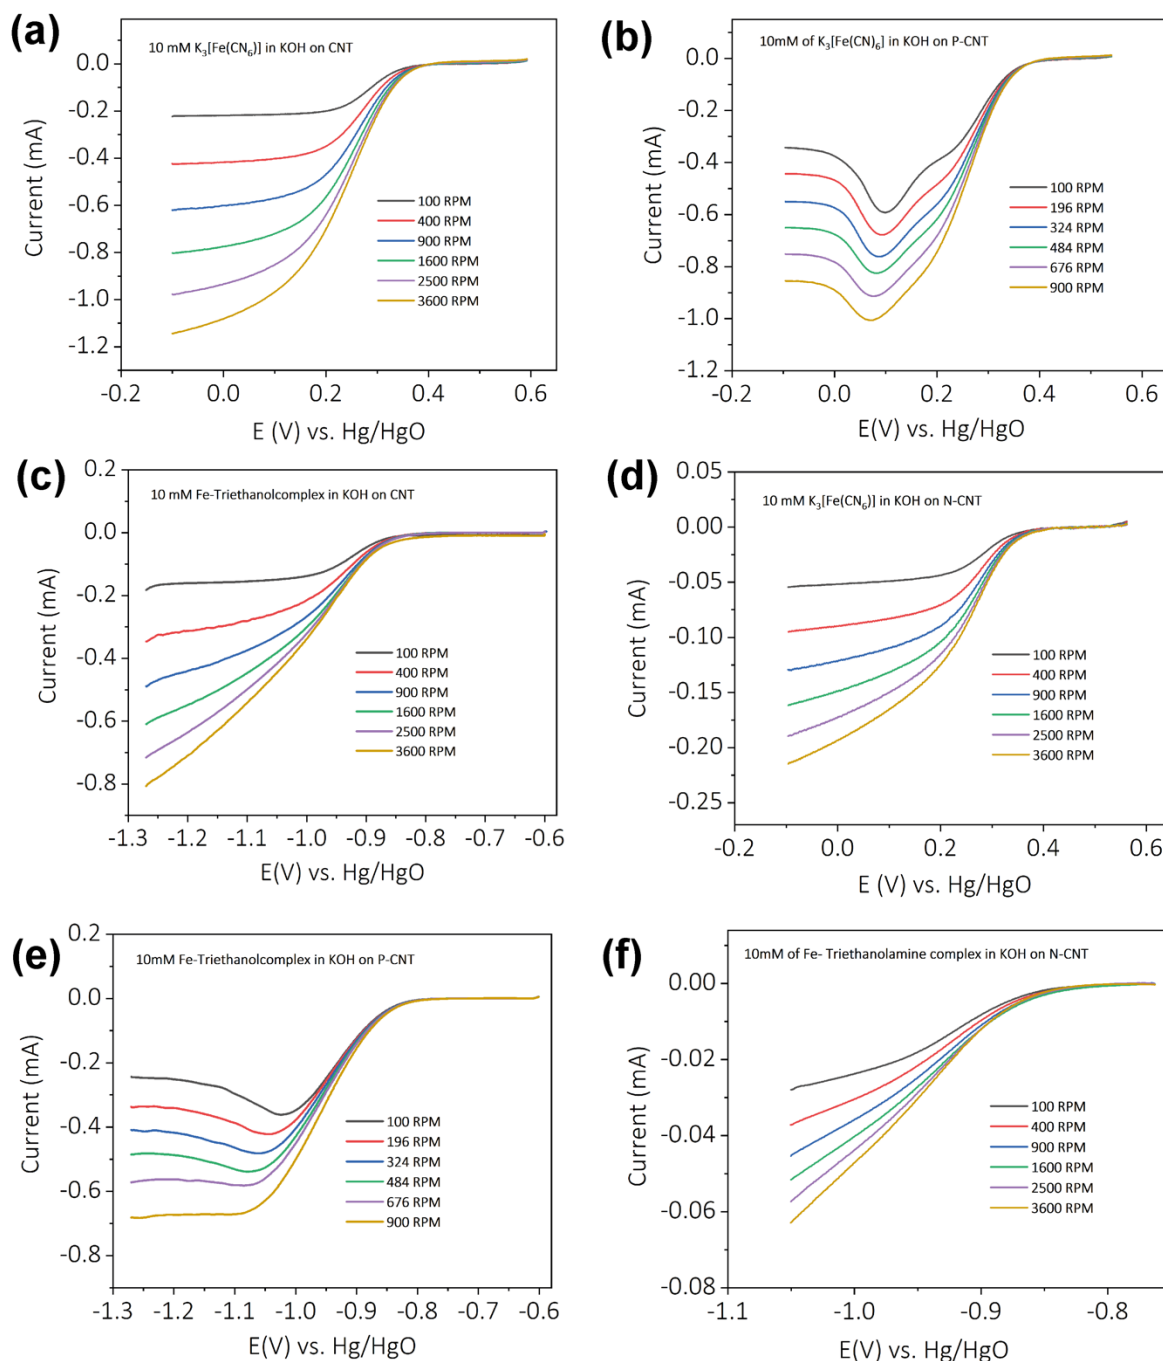 (a)
10 mM K₃[Fe(CN₆)] in KOH on CNT
0.0
-0.2
-0.4
-0.6
-0.8
-1.0
-1.2
Current (mA)
100 RPM
400 RPM
900 RPM
1600 RPM
2500 RPM
3600 RPM
-0.2 0.0 0.2 0.4 0.6
E (V) vs. Hg/HgO
(b)
10mM of K₃[Fe(CN)₆] in KOH on P-CNT
0.0
-0.2
-0.4
-0.6
-0.8
-1.0
-1.2
Current (mA)
100 RPM
196 RPM
324 RPM
484 RPM
676 RPM
900 RPM
-0.2 0.0 0.2 0.4 0.6
E(V) vs. Hg/HgO
(c)
10 mM Fe-Triethanolcomplex in KOH on CNT
0.2
0.0
-0.2
-0.4
-0.6
-0.8
Current (mA)
100 RPM
400 RPM
900 RPM
1600 RPM
2500 RPM
3600 RPM
-1.3 -1.2 -1.1 -1.0 -0.9 -0.8 -0.7 -0.6
E(V) vs. Hg/HgO
(d)
10 mM K₃[Fe(CN₆)] in KOH on N-CNT
0.05
0.00
-0.05
-0.10
-0.15
-0.20
-0.25
Current (mA)
100 RPM
400 RPM
900 RPM
1600 RPM
2500 RPM
3600 RPM
-0.2 0.0 0.2 0.4 0.6
E (V) vs. Hg/HgO
(e)
10mM Fe-Triethanolcomplex in KOH on P-CNT
0.2
0.0
-0.2
-0.4
-0.6
-0.8
Current (mA)
100 RPM
196 RPM
324 RPM
484 RPM
676 RPM
900 RPM
-1.3 -1.2 -1.1 -1.0 -0.9 -0.8 -0.7 -0.6
E(V) vs. Hg/HgO
(f)
10mM of Fe- Triethanolamine complex in KOH on N-CNT
0.00
-0.02
-0.04
-0.06
-0.08
Current (mA)
100 RPM
400 RPM
900 RPM
1600 RPM
2500 RPM
3600 RPM
-1.1 -1.0 -0.9 -0.8
E(V) vs. Hg/HgO